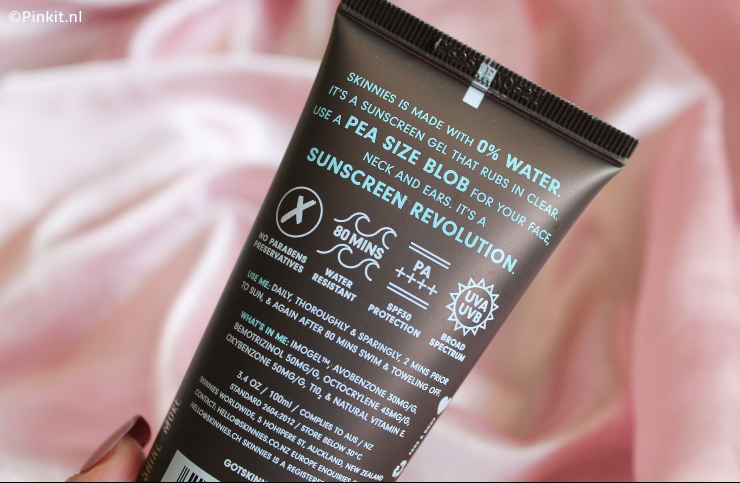 ©Pinkit.nl
SKINNIES IS MADE WITH 0% WATER.
IT'S A SUNSCREEN GEL THAT RUBS IN CLEAR.
USE A PEA SIZE BLOB FOR YOUR FACE,
NECK AND EARS. IT'S A
SUNSCREEN REVOLUTION.
NO PARABENS
PRESERVATIVES
80 MINS
WATER
RESISTANT
PA
++++
SPF30
PROTECTION
UVA
UVB
BROAD
SPECTRUM
USE ME: DAILY, THOROUGHLY & SPARINGLY, 2 MINS PRIOR
TO SUN, & AGAIN AFTER 80 MINS SWIM & TOWELING OFF.
WHAT'S IN ME: IMOGEL™, AVOBENZONE 30MG/G,
BEMOTRIZINOL 50MG/G, OCTOCRYLENE 45MG/G,
OXYBENZONE 50MG/G, TIO2 & NATURAL VITAMIN E
3.4 OZ / 100ml / COMPLIES TO AUS / NZ
STANDARD 2604:2012 / STORE BELOW 30°C
SKINNIES WORLDWIDE, 5 HOHIPERE ST, AUCKLAND, NEW ZEALAND
CONTACT: HELLO@SKINNIES.CO.NZ EUROPE ENQUIRIES
HELLO@SKINNIES.CH SKINNIES IS A REGISTERED
GOTSKINN
SHINE MORE